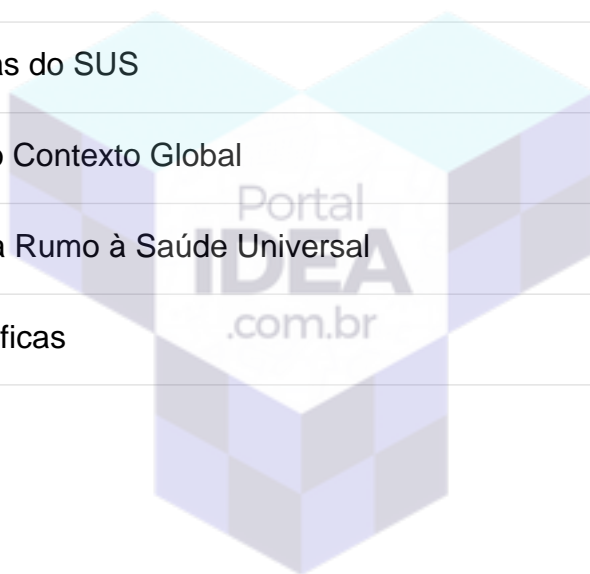 as do SUS
o Contexto Global
Portal
a Rumo à Saúde Universal
IDEA
.com.br
ficas